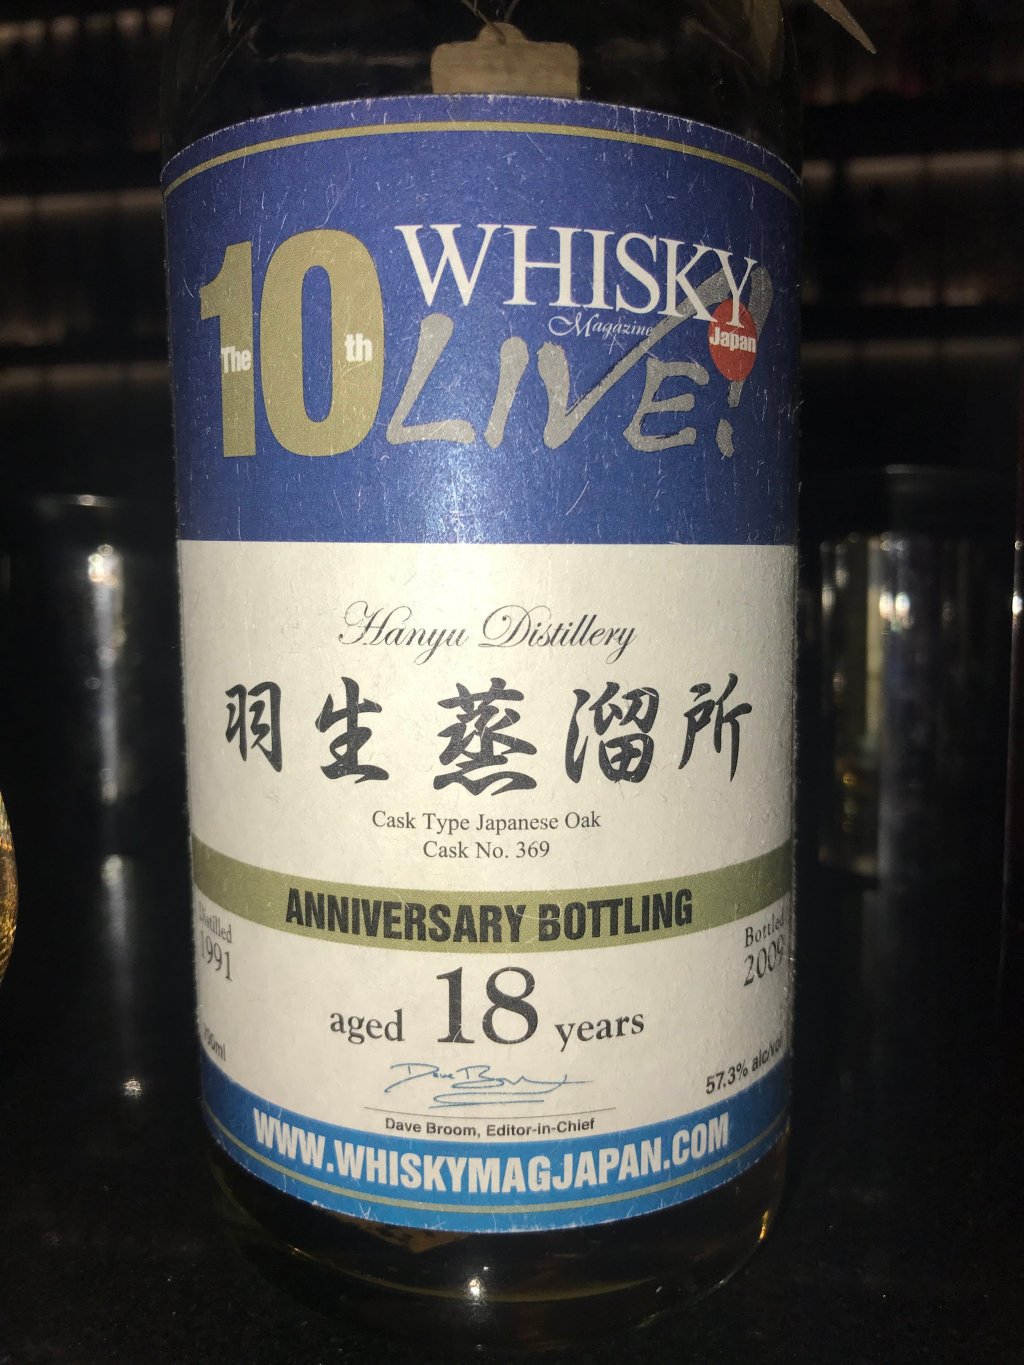 The 10th
WHISKY
Magazine
Japan
LIVE!
Hanyu Distillery
羽生蒸溜所
Cask Type Japanese Oak
Cask No. 369
ANNIVERSARY BOTTLING
Distilled
1991
Bottled
2009
aged 18 years
700ml
57.3% alc/vol
Dave Broom, Editor-in-Chief
WWW.WHISKYMAGJAPAN.COM